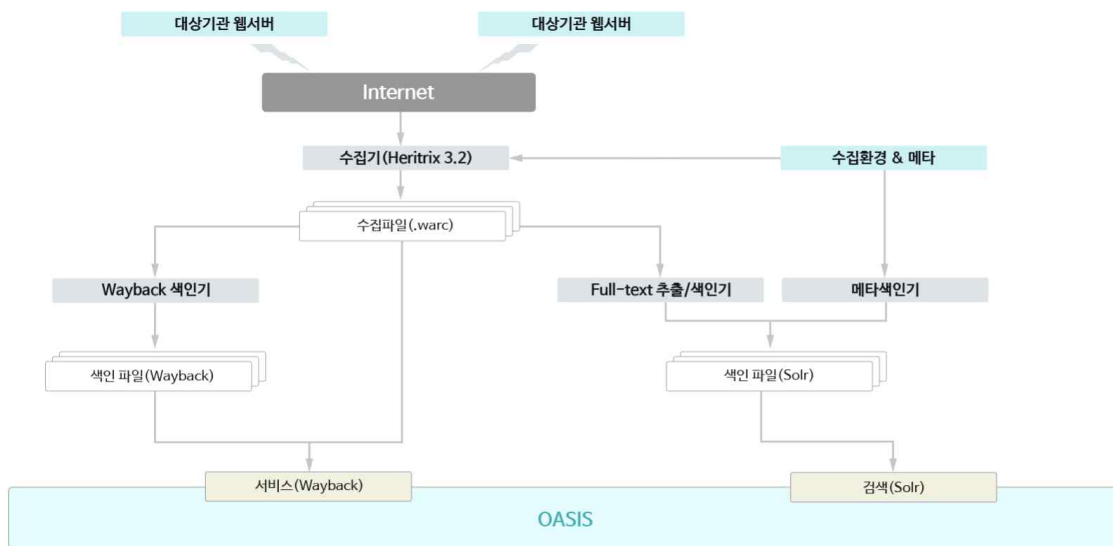 대상기관 웹서버
대상기관 웹서버
Internet
수집기(Heritrix 3.2)
수집환경 & 메타
수집파일(.warc)
Wayback 색인기
Full-text 추출/색인기
메타색인기
색인 파일(Wayback)
색인 파일(Solr)
서비스(Wayback)
검색(Solr)
OASIS